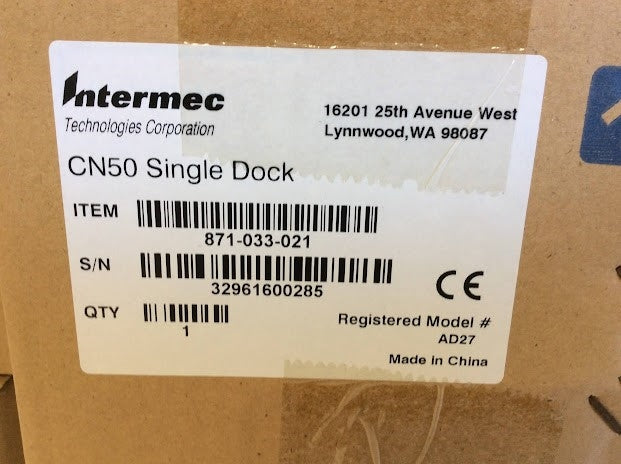 Intermec
Technologies Corporation
16201 25th Avenue West
Lynnwood,WA 98087
CN50 Single Dock
ITEM
871-033-021
S/N
32961600285
CE
QTY
1
Registered Model #
AD27
Made in China